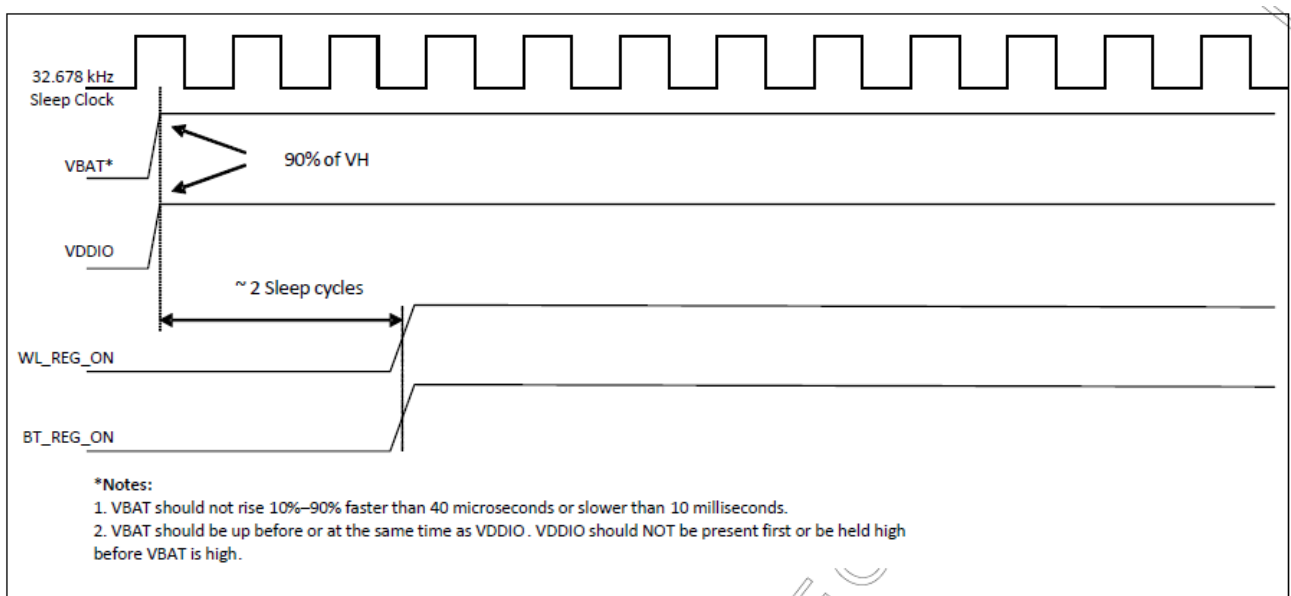 32.678 kHz
Sleep Clock
VBAT*
90% of VH
VDDIO
~ 2 Sleep cycles
WL_REG_ON
BT_REG_ON
*Notes:
1. VBAT should not rise 10%–90% faster than 40 microseconds or slower than 10 milliseconds.
2. VBAT should be up before or at the same time as VDDIO. VDDIO should NOT be present first or be held high
before VBAT is high.